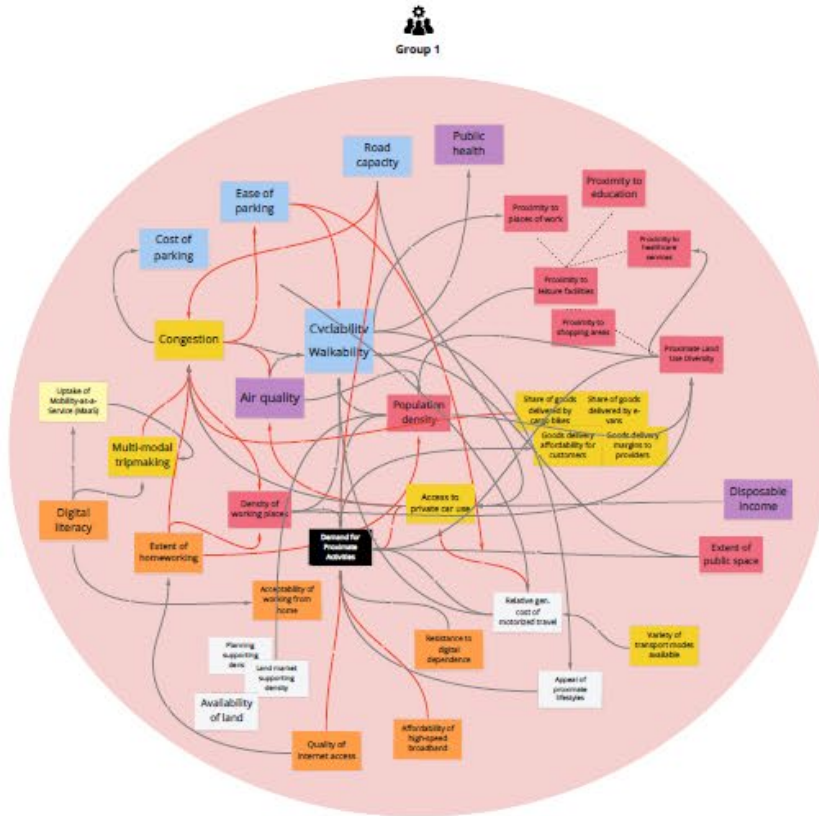 Group 1
Road
capacity
Public
health
Ease of
parking
Proximity to
education
Proximity to
places of work
Cost of
parking
Proximity to
healthcare
services
Proximity to
leisure facilities
Proximity to
shopping areas
Congestion
Cyclability
Walkability
Proximate Land
Use Diversity
Air quality
Uptake of
Mobility-as-a-
Service (MaaS)
Population
density
Share of goods
delivered by
cargo bikes
Share of goods
delivered by e-
vans
Multi-modal
tripmaking
Goods delivery
affordability for
customers
Goods delivery
margins to
providers
Digital
literacy
Density of
working places
Access to
private car use
Disposable
income
Extent of
homeworking
Demand for
Proximate
Activities
Extent of
public space
Acceptability of
working from
home
Relative gen.
cost of
motorized travel
Resistance to
digital
dependence
Variety of
transport modes
available
Planning
supporting
Land market
supporting
density
Availability
of land
Appeal of
proximate
lifestyles
Quality of
internet access
Affordability of
high-speed
broadband